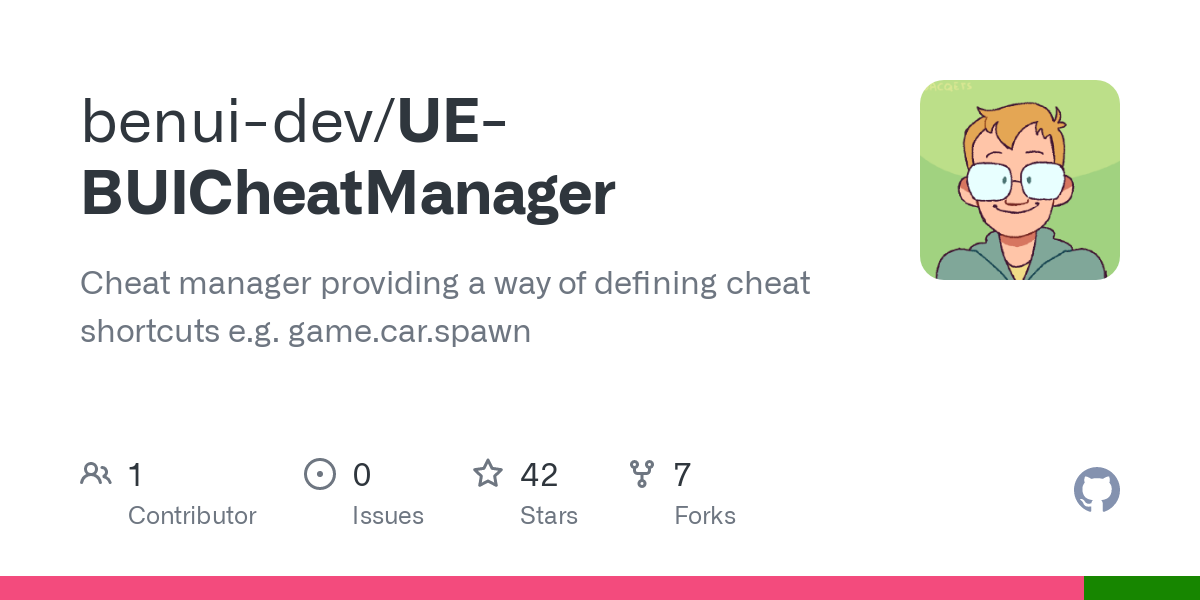 benui-dev/UE-
BUICheatManager
Cheat manager providing a way of defining cheat
shortcuts e.g. game.car.spawn
1
Contributor
0
Issues
42
Stars
7
Forks